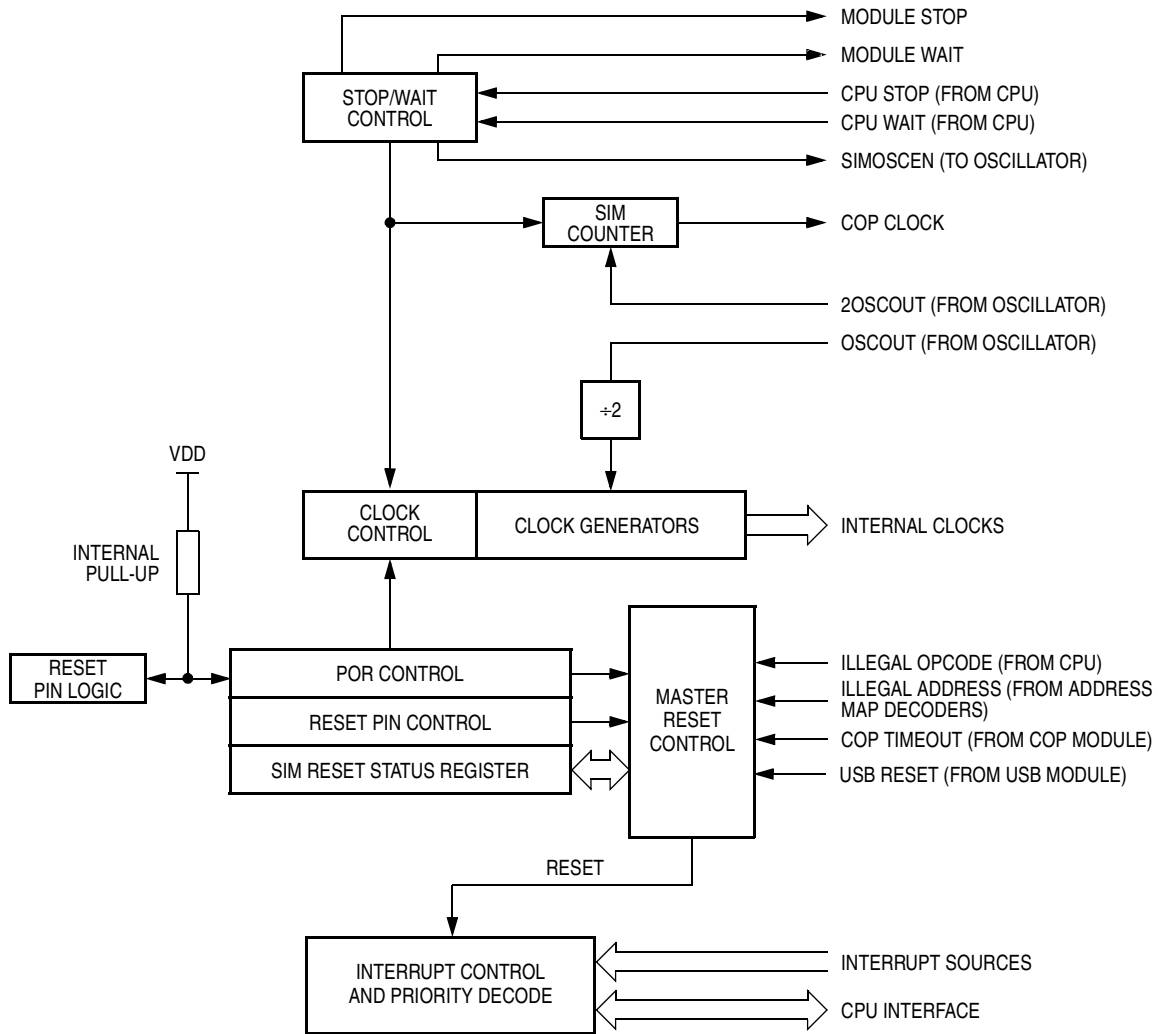 MODULE STOP
MODULE WAIT
STOP/WAIT
CONTROL
CPU STOP (FROM CPU)
CPU WAIT (FROM CPU)
SIMOSCEN (TO OSCILLATOR)
SIM
COUNTER
COP CLOCK
2OSCOUT (FROM OSCILLATOR)
OSCOUT (FROM OSCILLATOR)
÷2
VDD
CLOCK
CONTROL
CLOCK GENERATORS
INTERNAL CLOCKS
INTERNAL
PULL-UP
RESET
PIN LOGIC
POR CONTROL
RESET PIN CONTROL
SIM RESET STATUS REGISTER
MASTER
RESET
CONTROL
ILLEGAL OPCODE (FROM CPU)
ILLEGAL ADDRESS (FROM ADDRESS
MAP DECODERS)
COP TIMEOUT (FROM COP MODULE)
USB RESET (FROM USB MODULE)
RESET
INTERRUPT CONTROL
AND PRIORITY DECODE
INTERRUPT SOURCES
CPU INTERFACE